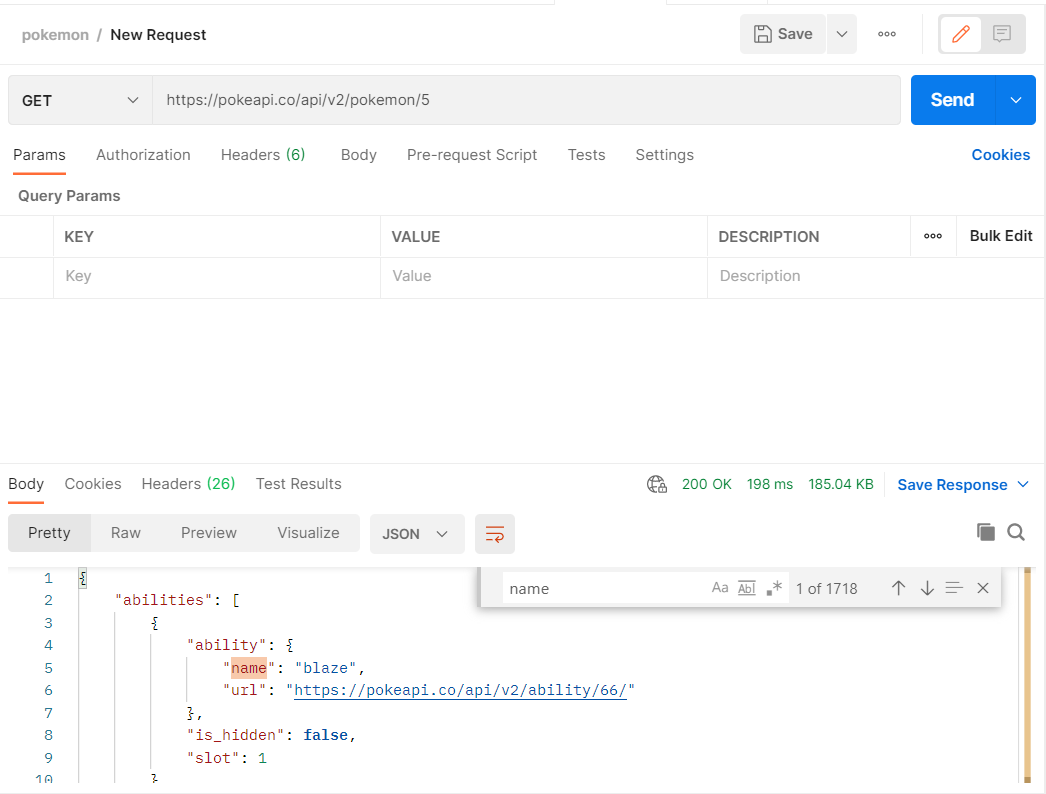 pokemon / New Request Save
GET https://pokeapi.co/api/v2/pokemon/5 Send
Params Authorization Headers (6) Body Pre-request Script Tests Settings Cookies
Query Params
KEY VALUE DESCRIPTION Bulk Edit
Key Value Description
Body Cookies Headers (26) Test Results 200 OK 198 ms 185.04 KB Save Response
Pretty Raw Preview Visualize JSON
name Aa Abl .* 1 of 1718
1 {
2 "abilities": [
3 {
4 "ability": {
5 "name": "blaze",
6 "url": "https://pokeapi.co/api/v2/ability/66/"
7 },
8 "is_hidden": false,
9 "slot": 1
10 }